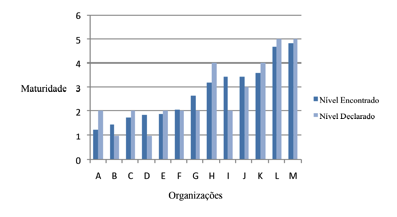 6
5
4
3
2
1
0
Maturidade
A B C D E F G H I J K L M
Organizações
Nível Encontrado
Nível Declarado